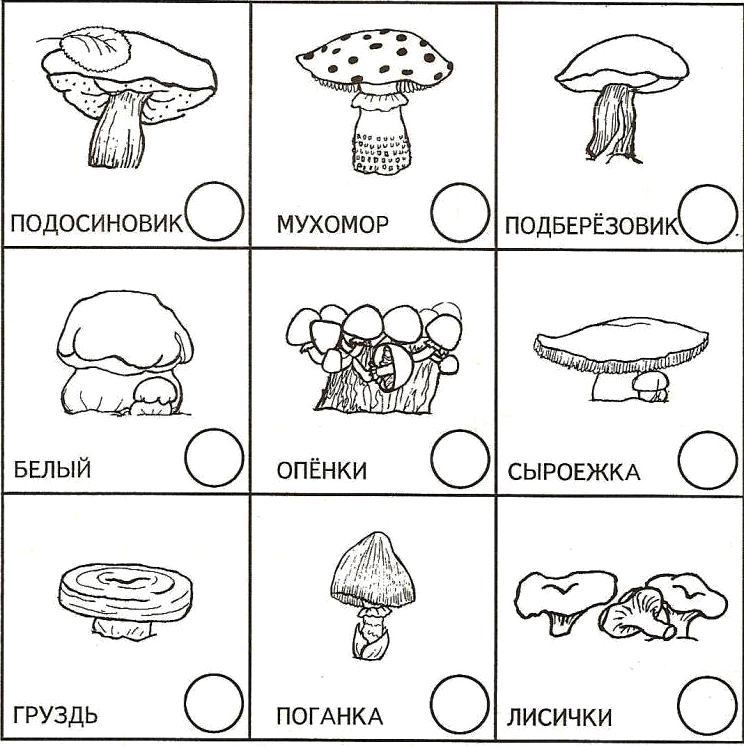 ПОДОСИНОВИК
МУХОМОР
ПОДБЕРЁЗОВИК
БЕЛЫЙ
ОПЁНКИ
СЫРОЕЖКА
ГРУЗДЬ
ПОГАНКА
ЛИСИЧКИ